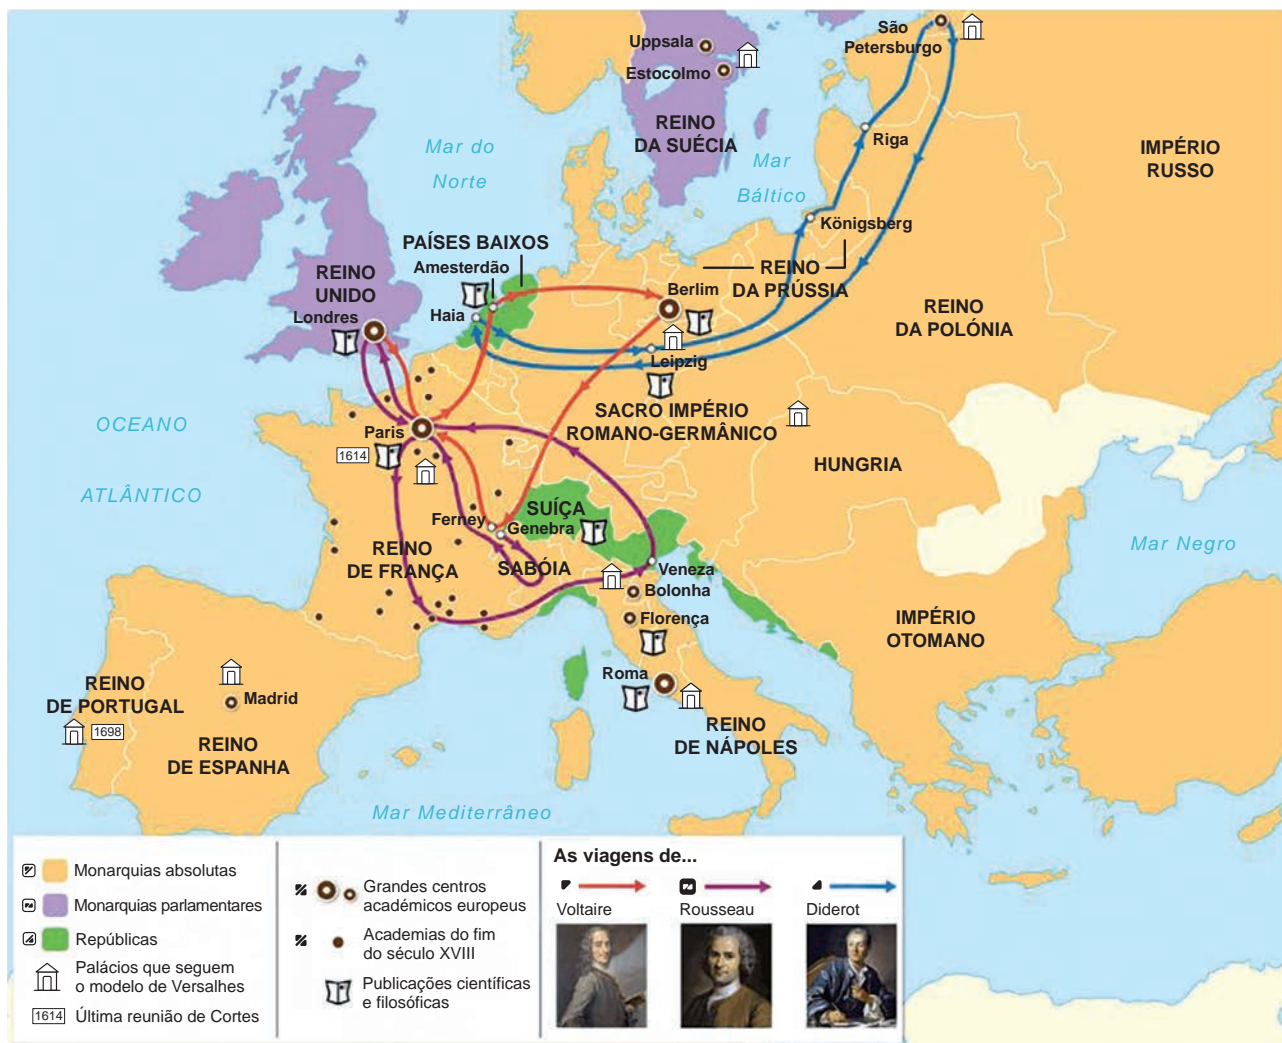 São
Petersburgo
Uppsala
Estocolmo
REINO
DA SUÉCIA
Riga
IMPÉRIO
RUSSO
Mar do
Norte
Mar
Báltico
Königsberg
PAÍSES BAIXOS
Amesterdão
REINO
UNIDO
Londres
Haia
REINO
DA PRÚSSIA
Berlim
REINO
DA POLÓNIA
Leipzig
SACRO IMPÉRIO
ROMANO-GERMÂNICO
OCEANO
ATLÂNTICO
Paris
1614
HUNGRIA
SUÍÇA
Ferney
Genebra
REINO
DE FRANÇA
SABÓIA
Veneza
Mar Negro
Bolonha
Florença
IMPÉRIO
OTOMANO
Roma
REINO
DE PORTUGAL
1698
Madrid
REINO
DE ESPANHA
REINO
DE NÁPOLES
Mar Mediterrâneo
Monarquias absolutas
Monarquias parlamentares
Repúblicas
Palácios que seguem
o modelo de Versalhes
1614 Última reunião de Cortes
Grandes centros
académicos europeus
Academias do fim
do século XVIII
Publicações científicas
e filosóficas
As viagens de...
Voltaire
Rousseau
Diderot